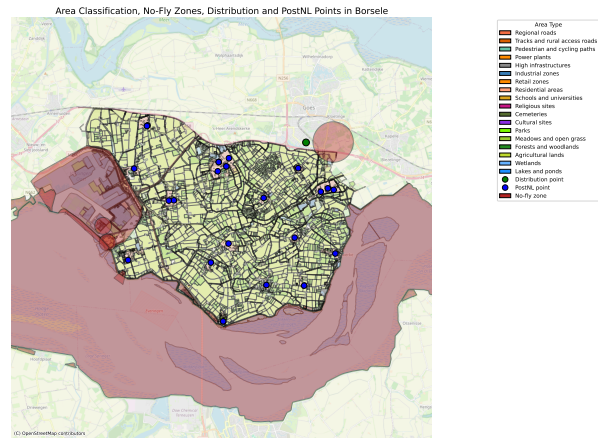 Area Classification, No-Fly Zones, Distribution and PostNL Points in Borsele
Area Type
Regional roads
Tracks and rural access roads
Pedestrian and cycling paths
Power plants
High infrastructures
Industrial zones
Retail zones
Residential areas
Schools and universities
Religious sites
Cemeteries
Cultural sites
Parks
Meadows and open grass
Forests and woodlands
Agricultural lands
Wetlands
Lakes and ponds
Distribution point
PostNL point
No-fly zone
Goes
(C) OpenStreetMap contributors